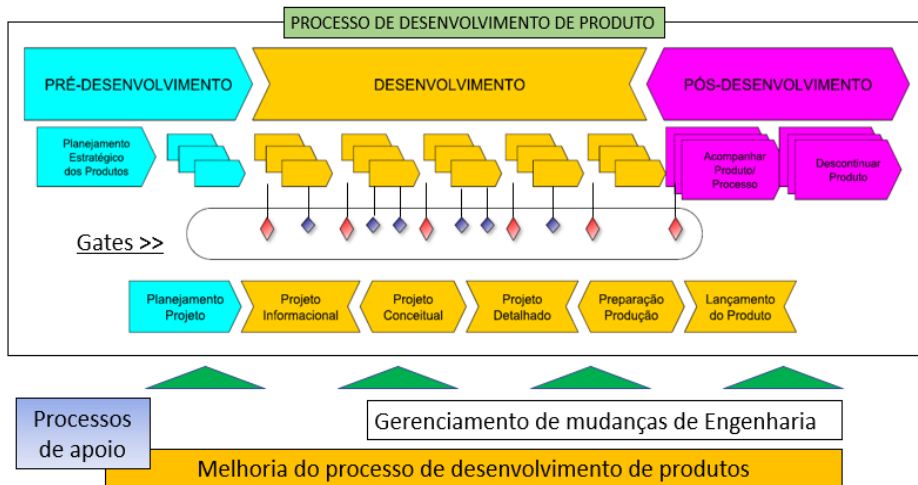 PROCESSO DE DESENVOLVIMENTO DE PRODUTO
PRÉ-DESENVOLVIMENTO
DESENVOLVIMENTO
PÓS-DESENVOLVIMENTO
Planejamento
Estratégico
dos Produtos
Acompanhar
Produto/
Processo
Descontinuar
Produto
Gates >>
Planejamento
Projeto
Projeto
Informacional
Projeto
Conceitual
Projeto
Detalhado
Preparação
Produção
Lançamento
do Produto
Processos
de apoio
Gerenciamento de mudanças de Engenharia
Melhoria do processo de desenvolvimento de produtos